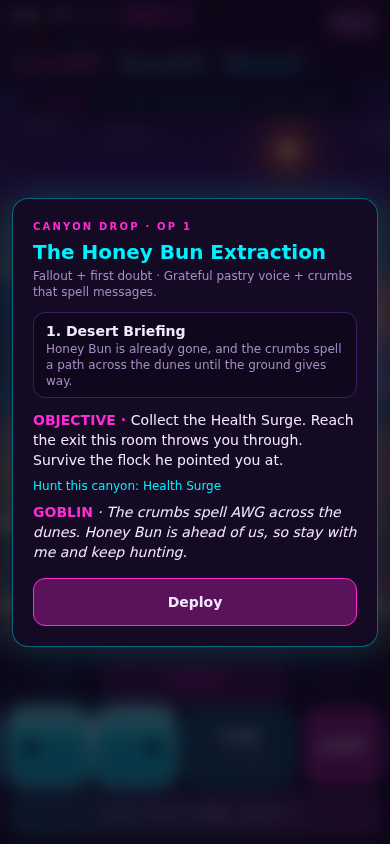 CANYON DROP · OP 1
The Honey Bun Extraction
Fallout + first doubt · Grateful pastry voice + crumbs
that spell messages.
1. Desert Briefing
Honey Bun is already gone, and the crumbs spell
a path across the dunes until the ground gives
way.
OBJECTIVE · Collect the Health Surge. Reach
the exit this room throws you through.
Survive the flock he pointed you at.
Hunt this canyon: Health Surge
GOBLIN · The crumbs spell AWG across the
dunes. Honey Bun is ahead of us, so stay with
me and keep hunting.
Deploy